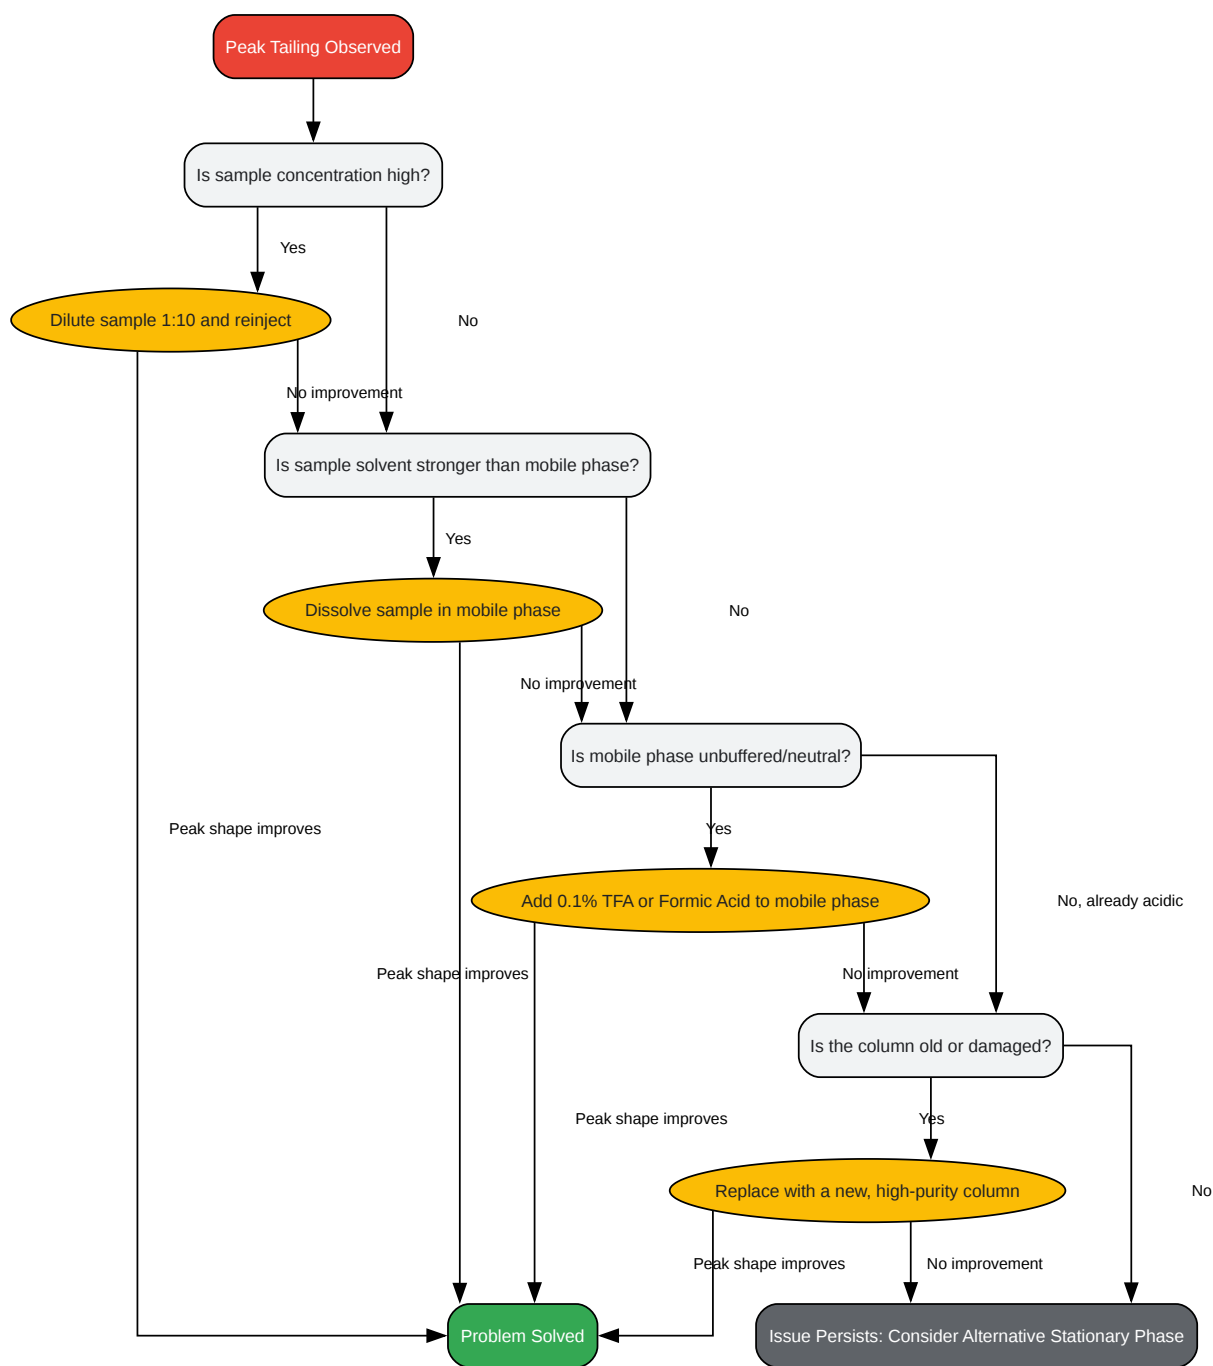 Peak Tailing Observed
Is sample concentration high?
Yes
Dilute sample 1:10 and reinject
No
No improvement
Is sample solvent stronger than mobile phase?
Yes
Dissolve sample in mobile phase
No
No improvement
Is mobile phase unbuffered/neutral?
Peak shape improves
Yes
Add 0.1% TFA or Formic Acid to mobile phase
No, already acidic
Peak shape improves
No improvement
Is the column old or damaged?
Peak shape improves
Yes
Replace with a new, high-purity column
No
Peak shape improves
No improvement
Problem Solved
Issue Persists: Consider Alternative Stationary Phase